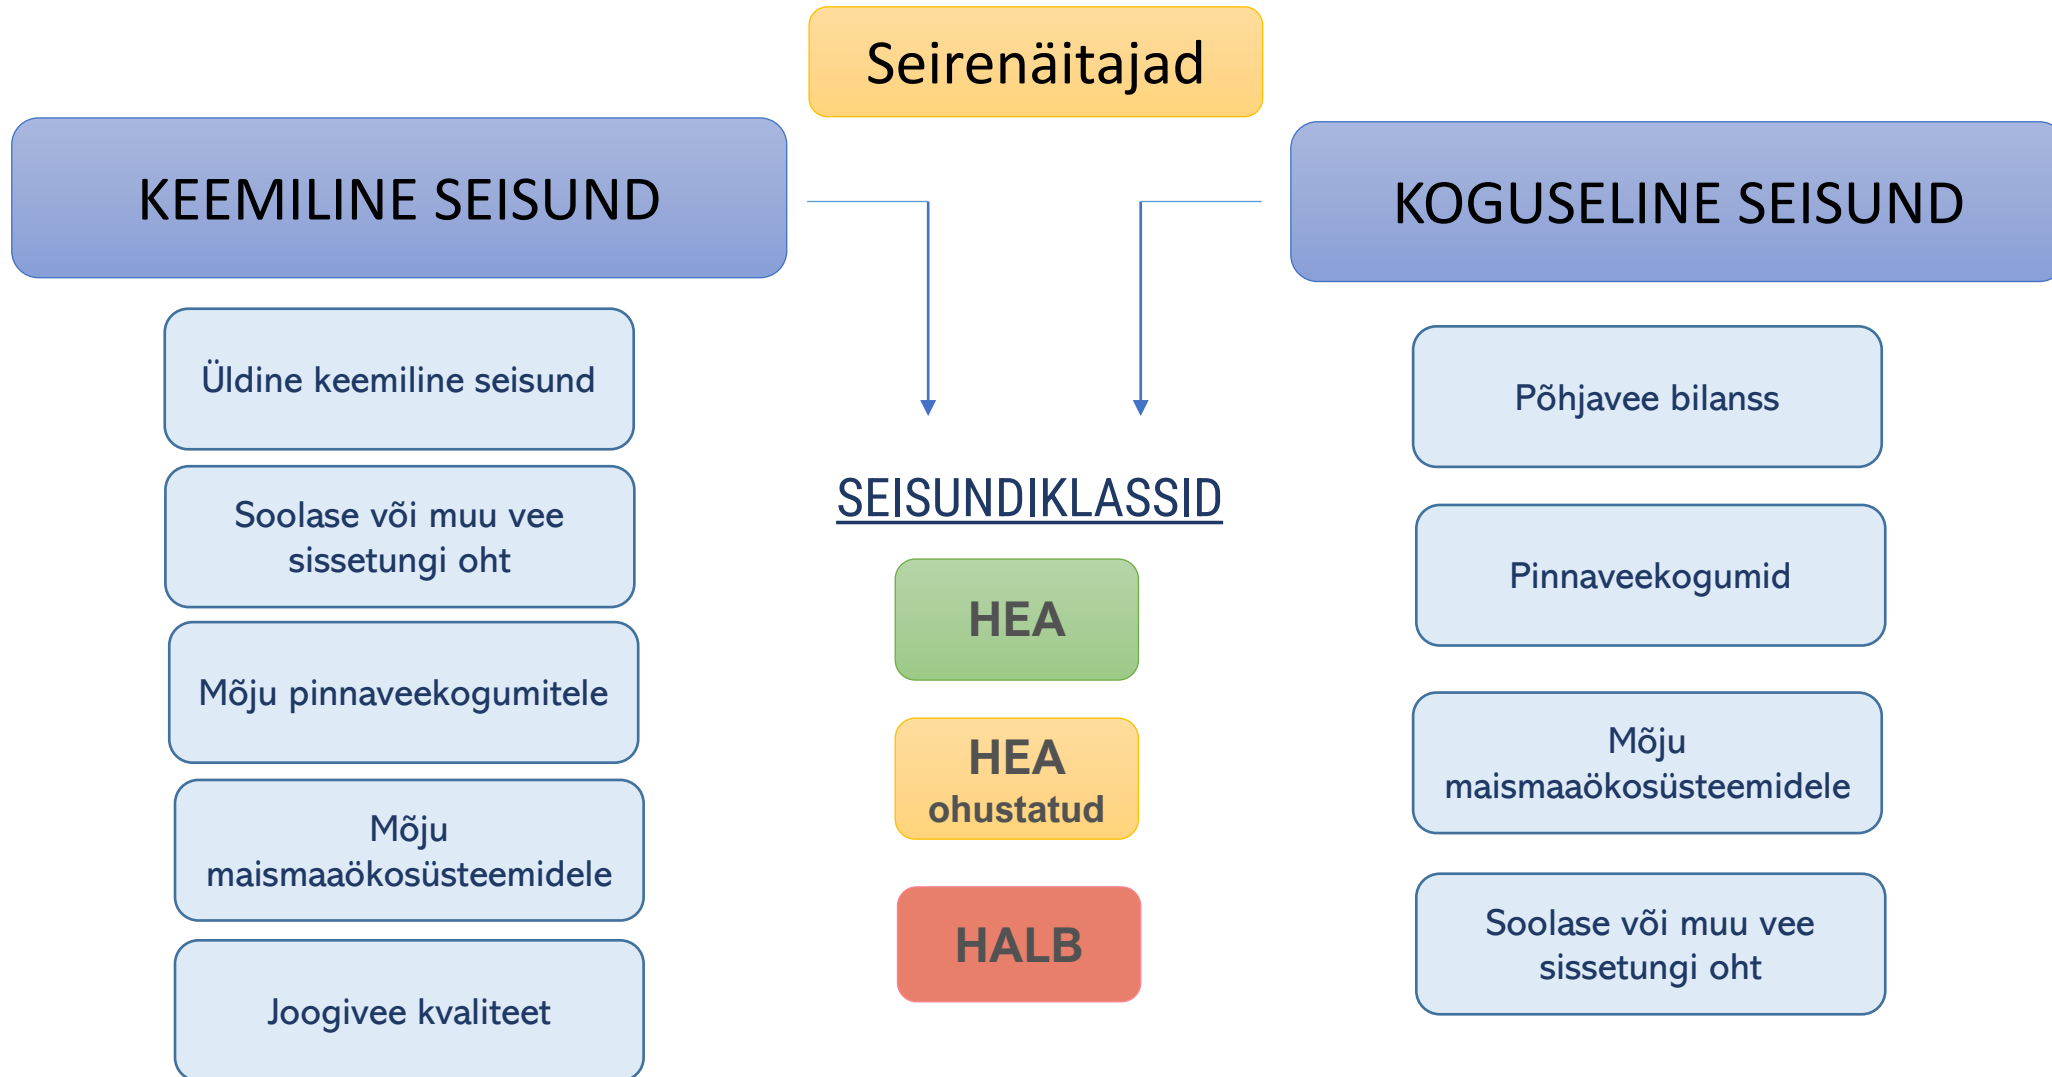 Seirenäitajad
KEEMILINE SEISUND
Üldine keemiline seisund
Soolase või muu vee
sissetungi oht
Mõju pinnaveekogumitele
Mõju
maismaaökosüsteemidele
Joogivee kvaliteet
SEISUNDIKLASSID
HEA
HEA
ohustatud
HALB
KOGUSELINE SEISUND
Põhjavee bilanss
Pinnaveekogumid
Mõju
maismaaökosüsteemidele
Soolase või muu vee
sissetungi oht